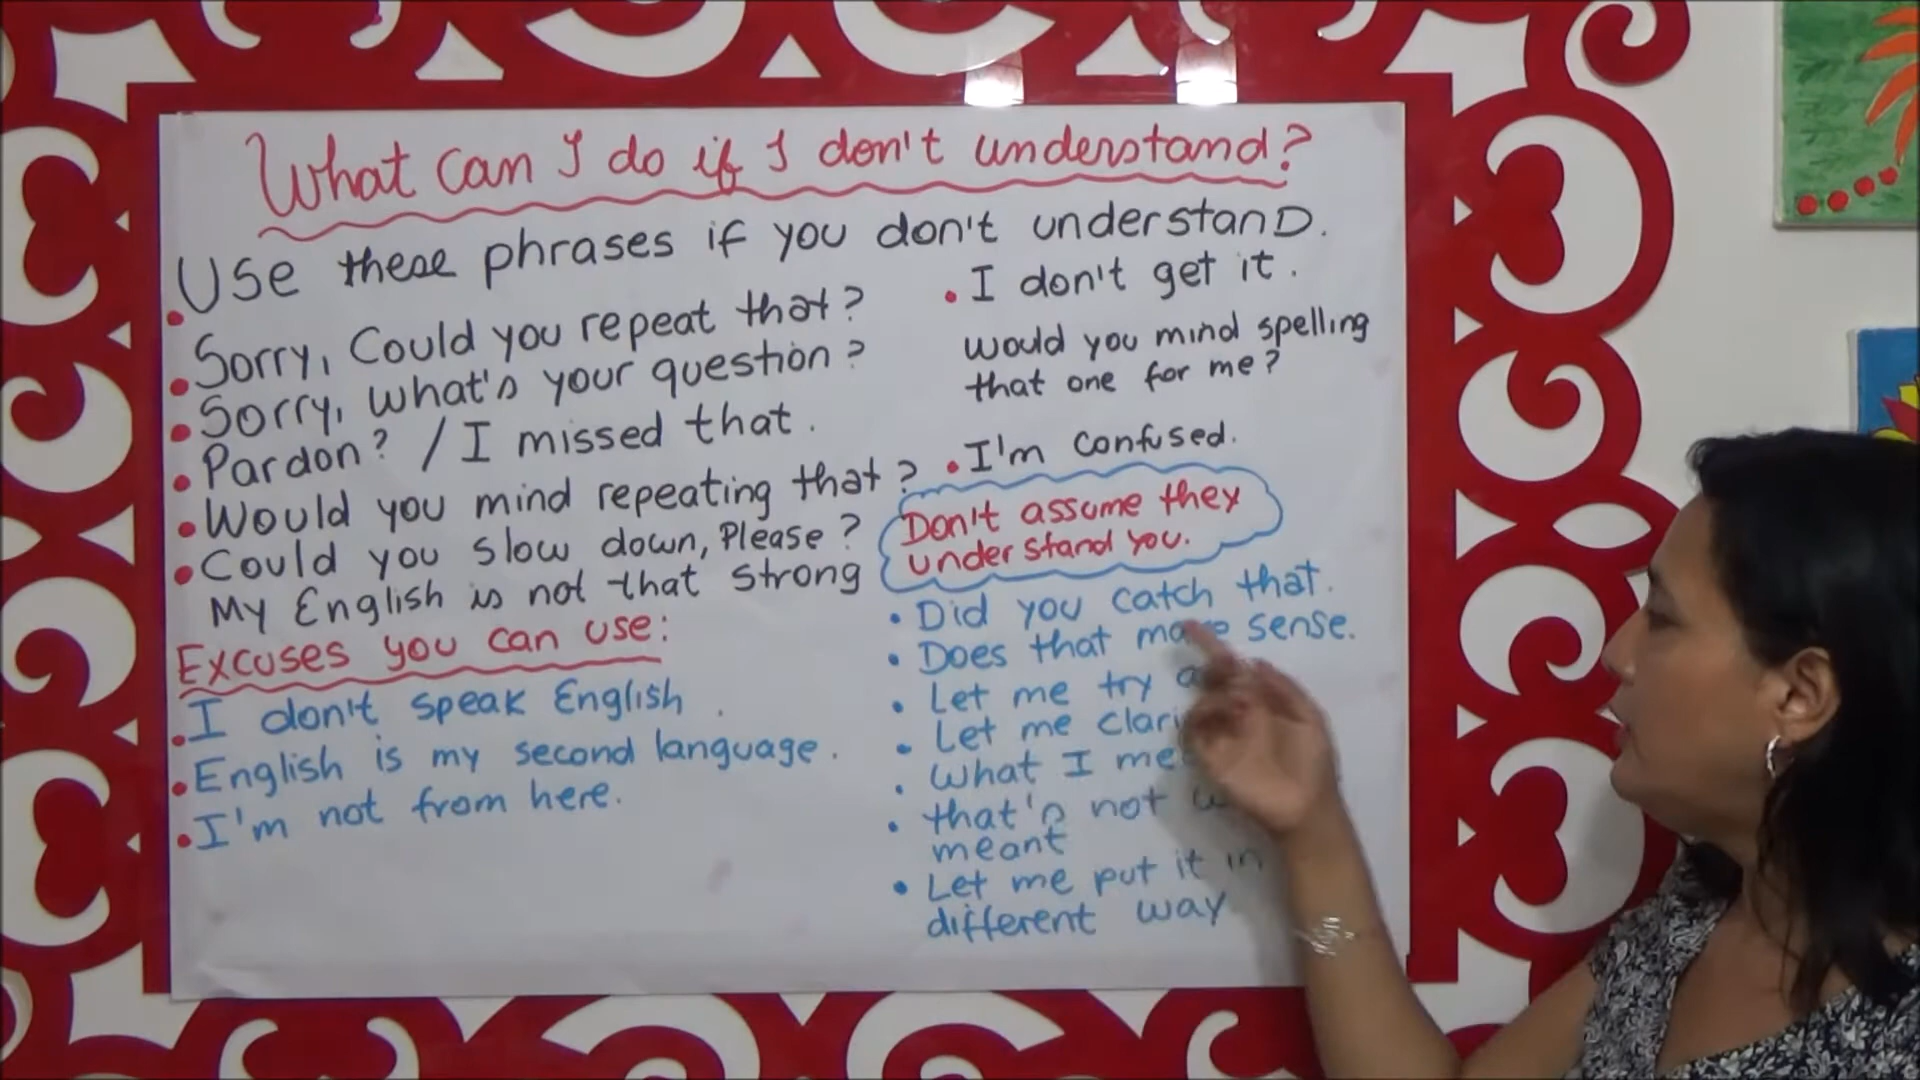 What can I do if I don't understand?
Use these phrases if you don't understanD.
Sorry, Could you repeat that?
Sorry, what's your question?
Pardon? / I missed that.
Would you mind repeating that?
Could you slow down, Please?
My English is not that strong
Excuses you can use:
I don't speak English.
English is my second language.
I'm not from here.
I don't get it.
would you mind spelling
that one for me?
I'm confused.
Don't assume they
understand you.
Did you catch that.
Does that sense.
Let me try
Let me
What I
that's not
meant
Let me put it in
different way